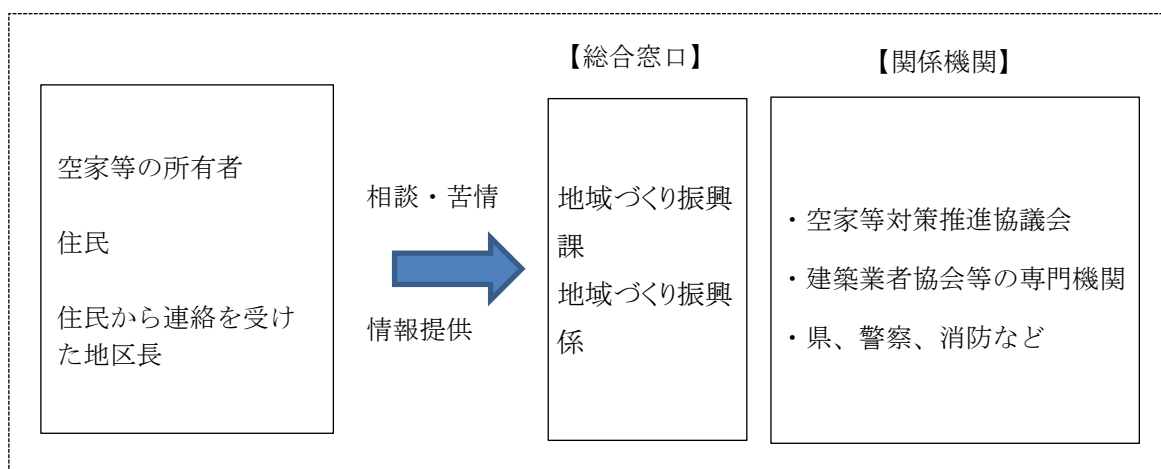 【総合窓口】
【関係機関】
空家等の所有者
住民
住民から連絡を受け
た地区長
相談・苦情
情報提供
地域づくり振興
課
地域づくり振興
係
・空家等対策推進協議会
・建築業者協会等の専門機関
・県、警察、消防など